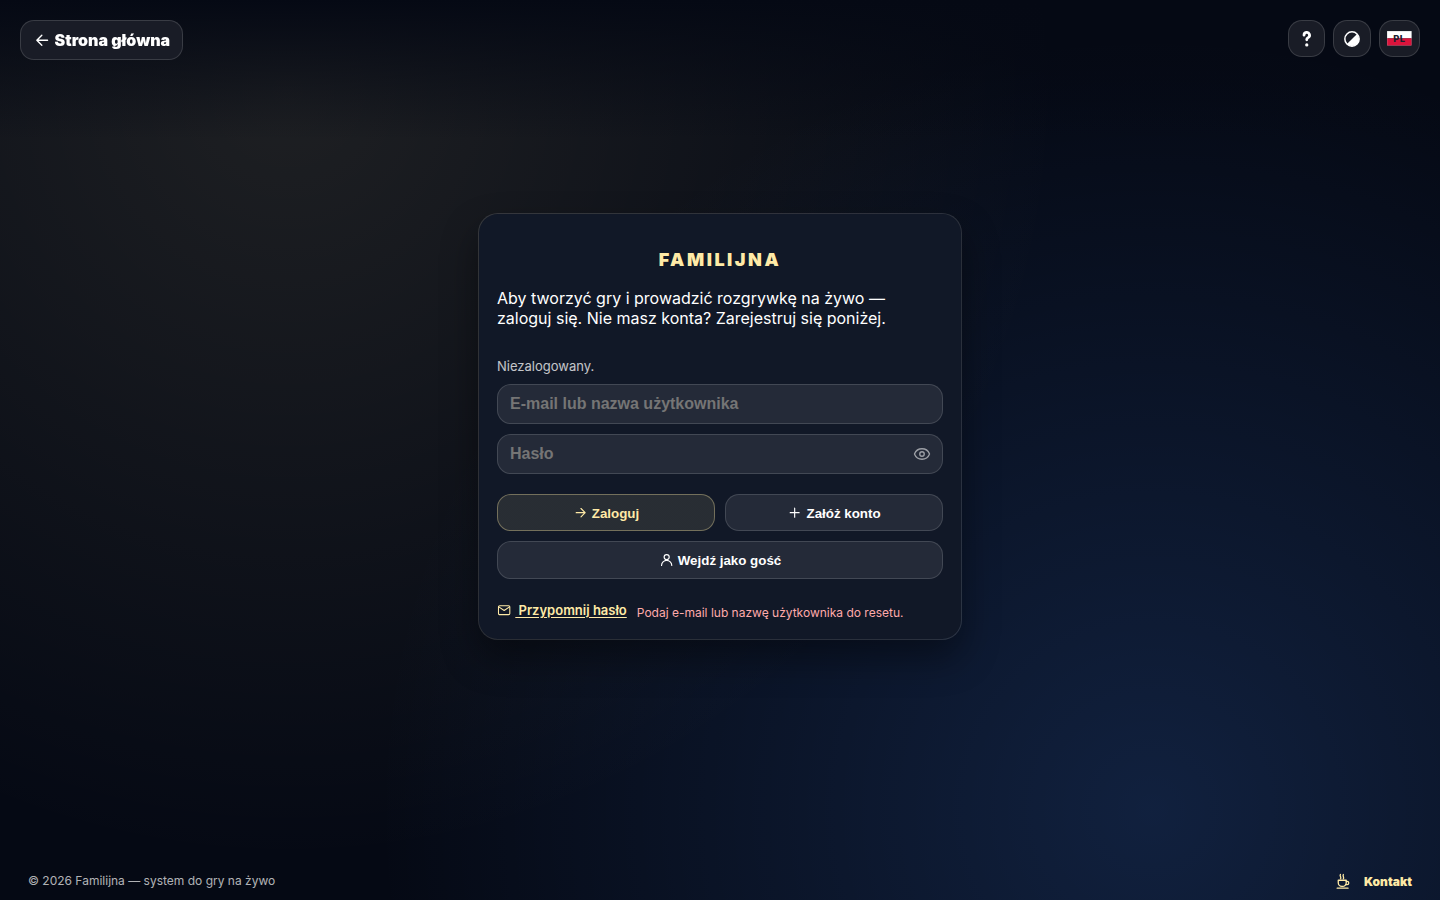 Strona główna
?
PL
FAMILIJNA
Aby tworzyć gry i prowadzić rozgrywkę na żywo —
zaloguj się. Nie masz konta? Zarejestruj się poniżej.
Niezalogowany.
E-mail lub nazwa użytkownika
Hasło
Zaloguj
Załóż konto
Wejdź jako gość
Przypomnij hasło Podaj e-mail lub nazwę użytkownika do resetu.
© 2026 Familijna — system do gry na żywo
Kontakt